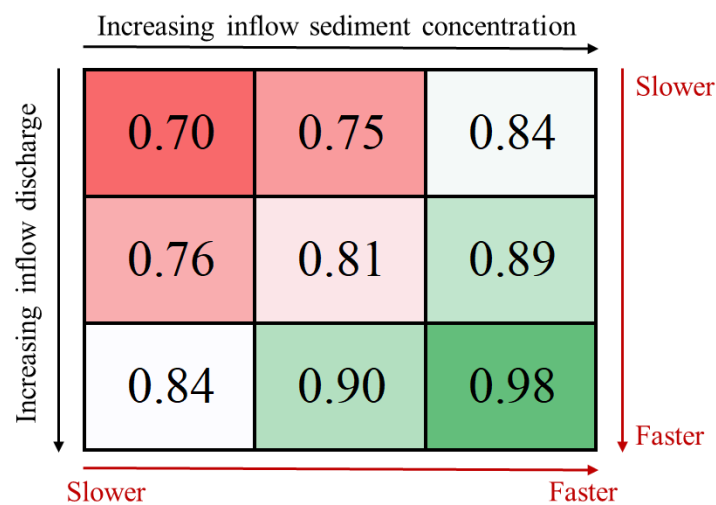 Increasing inflow sediment concentration
Increasing inflow discharge
Slower
0.70 0.75 0.84
0.76 0.81 0.89
0.84 0.90 0.98
Faster
Slower
Faster